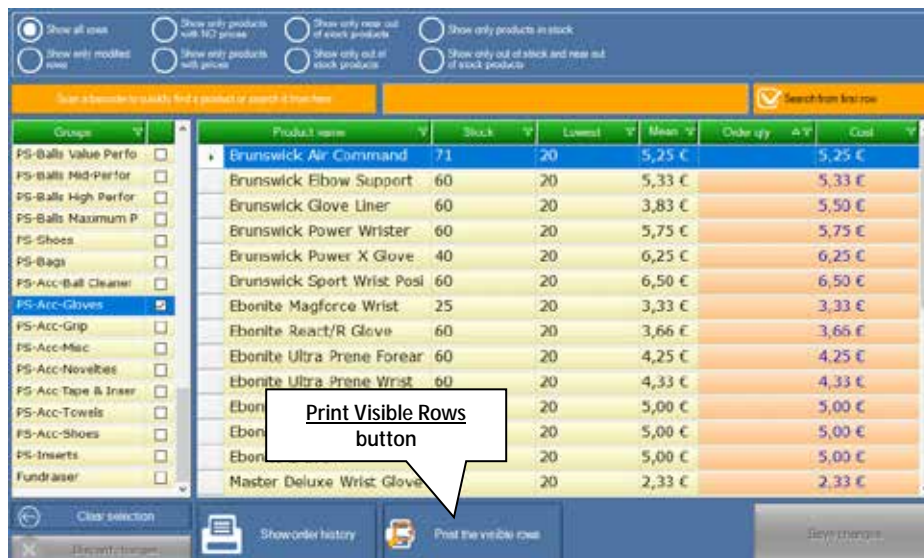 Show all rows
Show only products with NO prices
Show only near out of stock products
Show only products in stock
Show only modified rows
Show only products with prices
Show only out of stock products
Show only out of stock and near out of stock products
Scan a barcode to quickly find a product or search it from here
Search from first row
Groups
PS-Balls Value Perfo
PS-Balls Mid-Perfor
PS-Balls High Perfor
PS-Balls Maximum P
PS-Shoes
PS-Bags
PS-Acc-Ball Cleaner
PS-Acc-Gloves
PS-Acc-Grip
PS-Acc-Misc
PS-Acc-Novelties
PS-Acc-Tape & Inser
PS-Acc-Towels
PS-Acc-Shoes
PS-Inserts
Fundraiser
Product name Stock Lowest Mean Order qty Cost
Brunswick Air Command 71 20 5,25 € 5,25 €
Brunswick Elbow Support 60 20 5,33 € 5,33 €
Brunswick Glove Liner 60 20 3,83 € 5,50 €
Brunswick Power Wrister 60 20 5,75 € 5,75 €
Brunswick Power X Glove 40 20 6,25 € 6,25 €
Brunswick Sport Wrist Posi 60 20 6,50 € 6,50 €
Ebonite Magforce Wrist 25 20 3,33 € 3,33 €
Ebonite React/R Glove 60 20 3,66 € 3,66 €
Ebonite Ultra Prene Forear 60 20 4,25 € 4,25 €
Ebonite Ultra Prene Wrist 60 20 4,33 € 4,33 €
Ebon 20 5,00 € 5,00 €
Ebon 20 5,00 € 5,00 €
Ebon 20 5,00 € 5,00 €
Master Deluxe Wrist Glove 20 2,33 € 2,33 €
Print Visible Rows
button
Clear selection
Discard changes
Show order history
Print the visible rows
Save changes